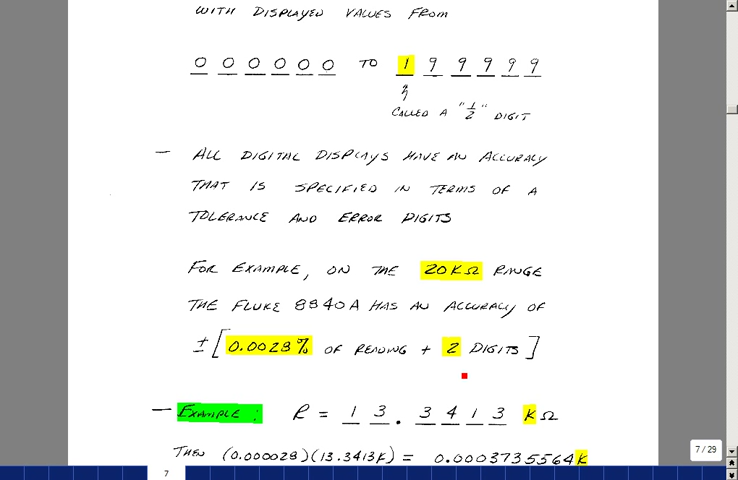 WITH DISPLAYED VALUES FROM
0 0 0 0 0 0 TO 1 9 9 9 9 9
CALLED A "1/2" DIGIT
— ALL DIGITAL DISPLAYS HAVE AN ACCURACY
THAT IS SPECIFIED IN TERMS OF A
TOLERANCE AND ERROR DIGITS
FOR EXAMPLE, ON THE 20KΩ RANGE
THE FLUKE 8840A HAS AN ACCURACY OF
± [0.0028% OF READING + 2 DIGITS]
— EXAMPLE: R = 1 3 . 3 4 1 3 KΩ
THEN (0.000028)(13.3413K) = 0.0003735564K
7
7 / 29